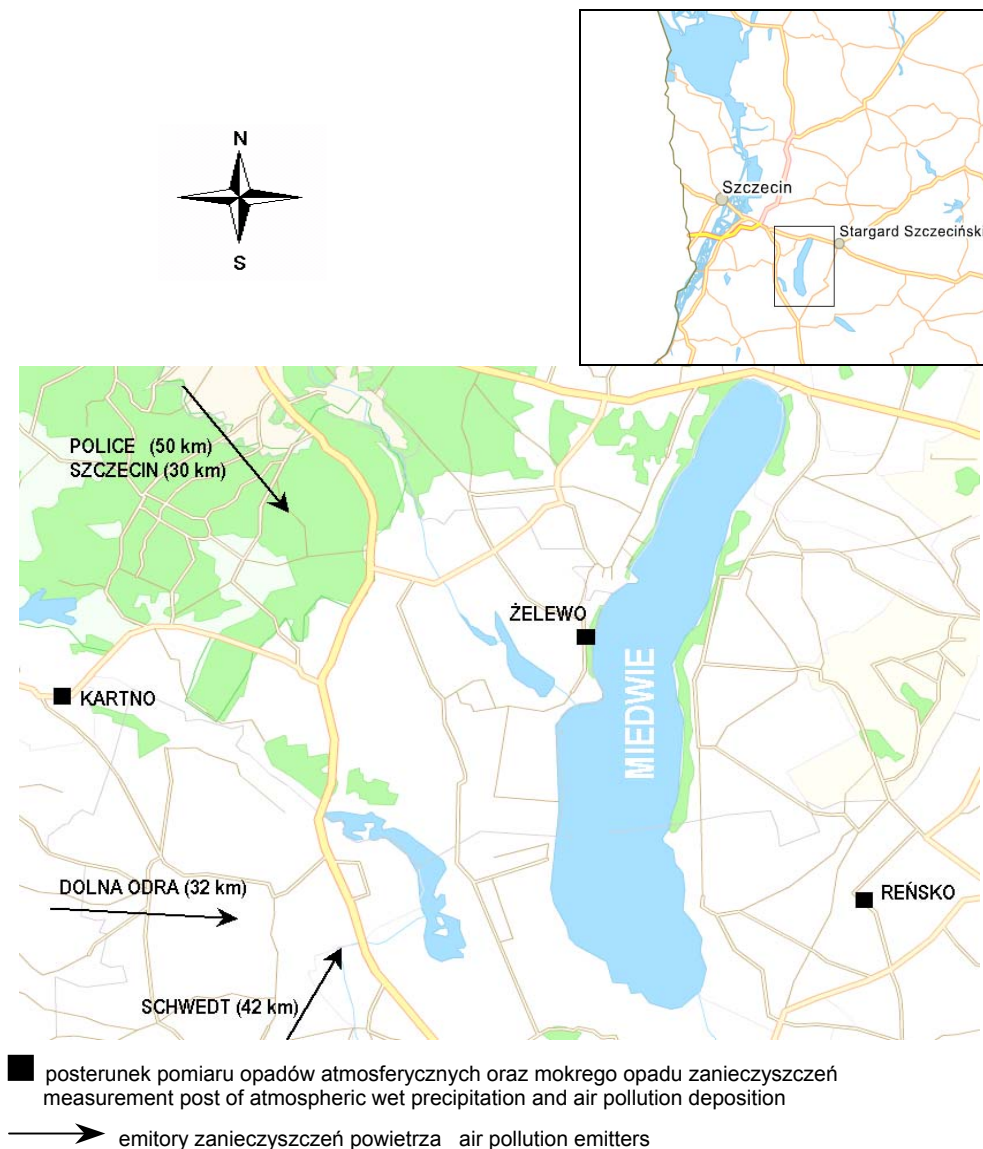 N
S
Szczecin
Stargard Szczeciński
POLICE (50 km)
SZCZECIN (30 km)
ŻELEWO
KARTNO
MIEDWIE
DOLNA ODRA (32 km)
REŃSKO
SCHWEDT (42 km)
posterunek pomiaru opadów atmosferycznych oraz mokrego opadu zanieczyszczeń
measurement post of atmospheric wet precipitation and air pollution deposition
emitory zanieczyszczeń powietrza air pollution emitters